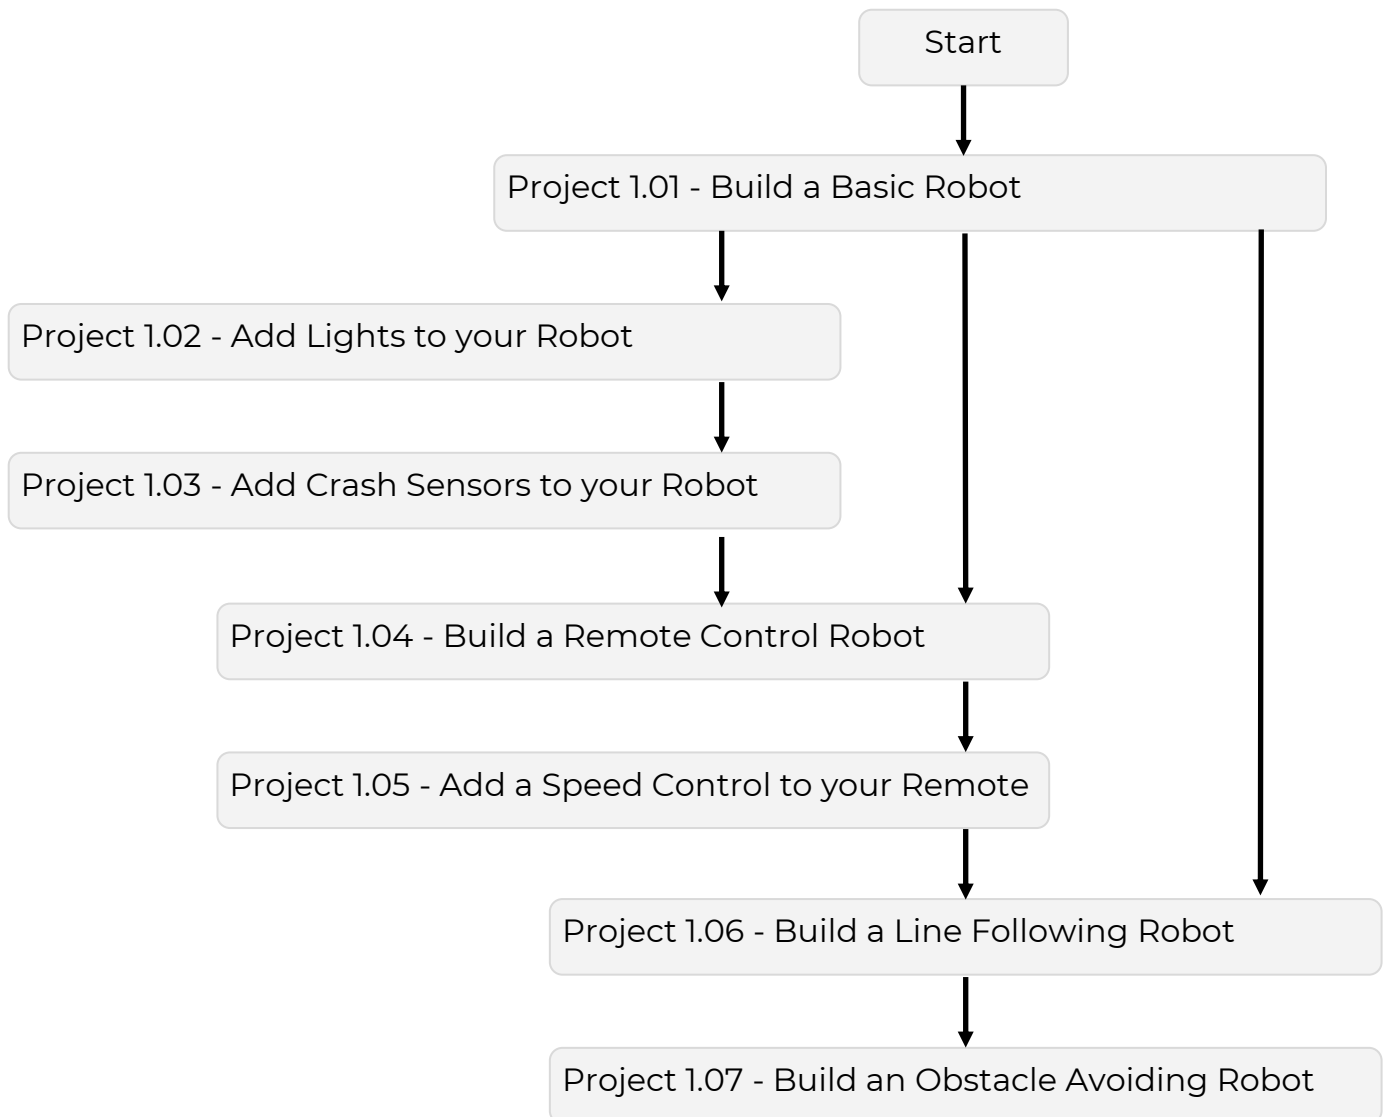 Start
Project 1.01 - Build a Basic Robot
Project 1.02 - Add Lights to your Robot
Project 1.03 - Add Crash Sensors to your Robot
Project 1.04 - Build a Remote Control Robot
Project 1.05 - Add a Speed Control to your Remote
Project 1.06 - Build a Line Following Robot
Project 1.07 - Build an Obstacle Avoiding Robot